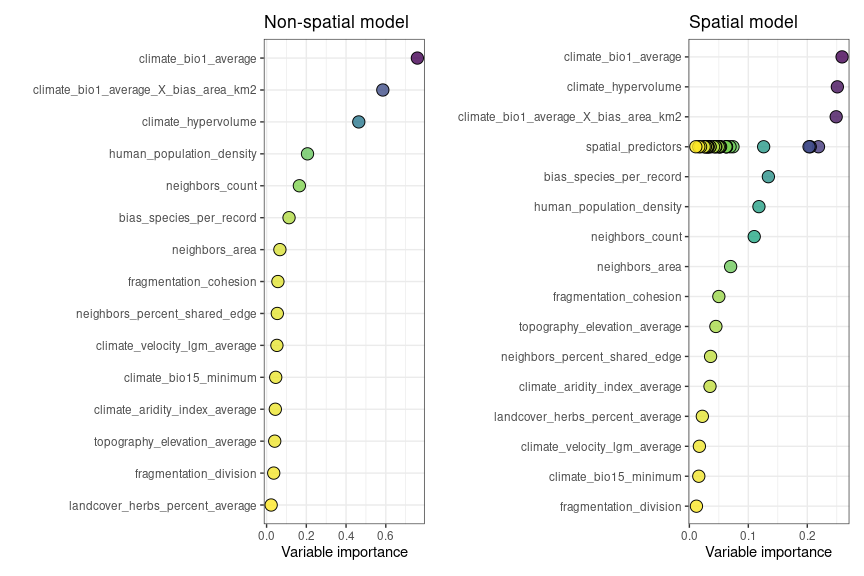 Non-spatial model
climate_bio1_average
climate_bio1_average_X_bias_area_km2
climate_hypervolume
human_population_density
neighbors_count
bias_species_per_record
neighbors_area
fragmentation_cohesion
neighbors_percent_shared_edge
climate_velocity_lgm_average
climate_bio15_minimum
climate_aridity_index_average
topography_elevation_average
fragmentation_division
landcover_herbs_percent_average
0.0 0.2 0.4 0.6
Variable importance
Spatial model
climate_bio1_average
climate_hypervolume
climate_bio1_average_X_bias_area_km2
spatial_predictors
bias_species_per_record
human_population_density
neighbors_count
neighbors_area
fragmentation_cohesion
topography_elevation_average
neighbors_percent_shared_edge
climate_aridity_index_average
landcover_herbs_percent_average
climate_velocity_lgm_average
climate_bio15_minimum
fragmentation_division
0.0 0.1 0.2
Variable importance